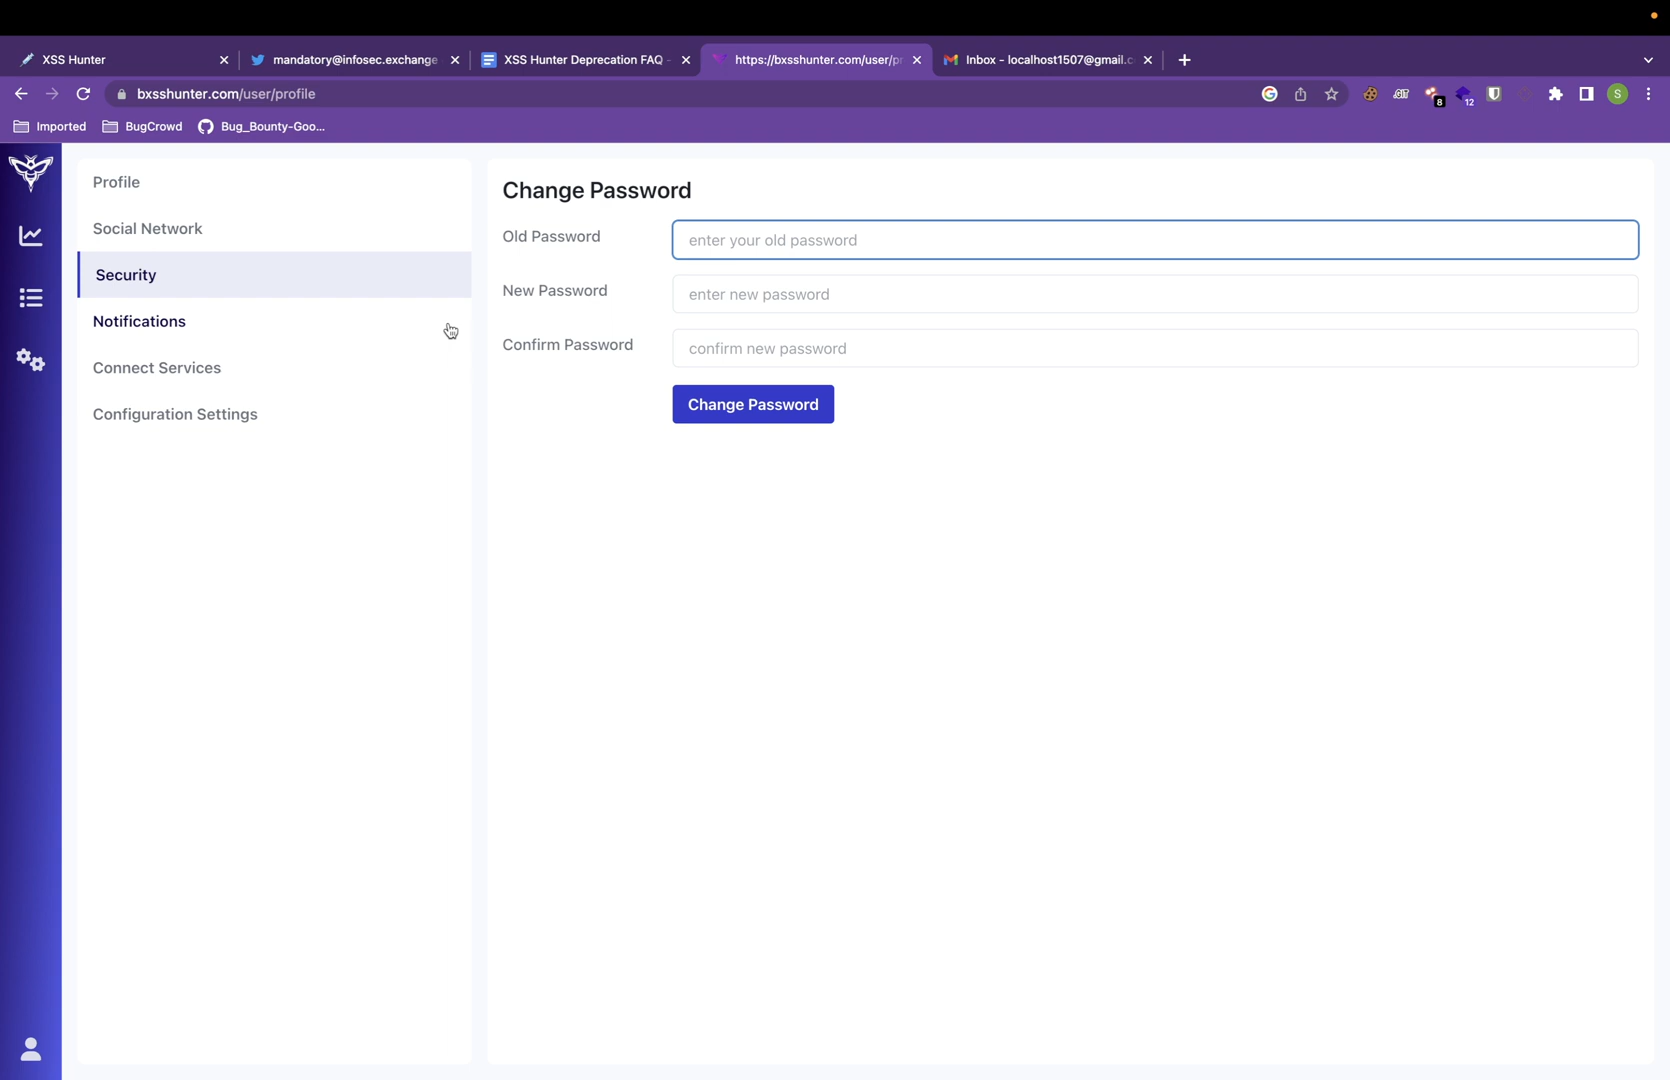 XSS Hunter
mandatory@infosec.exchange
XSS Hunter Deprecation FAQ -
https://bxsshunter.com/user/pr
Inbox - localhost1507@gmail.c
bxsshunter.com/user/profile
8
12
S
Imported
BugCrowd
Bug_Bounty-Goo...
Profile
Social Network
Security
Notifications
Connect Services
Configuration Settings
Change Password
Old Password
enter your old password
New Password
enter new password
Confirm Password
confirm new password
Change Password